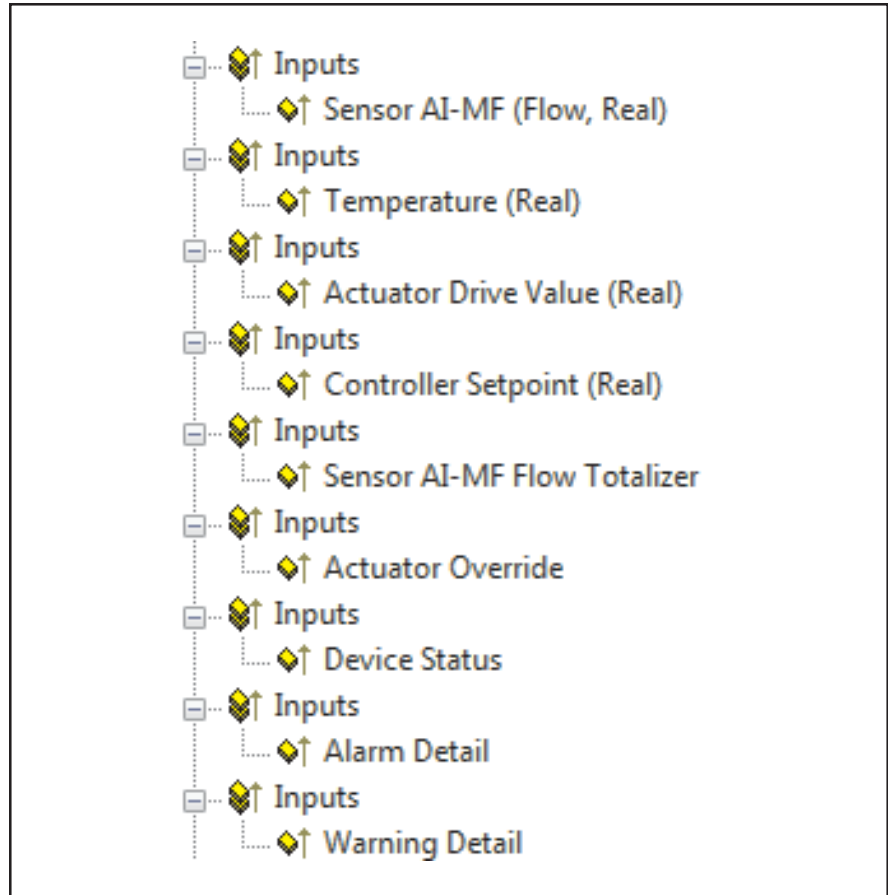 Inputs
Sensor AI-MF (Flow, Real)
Inputs
Temperature (Real)
Inputs
Actuator Drive Value (Real)
Inputs
Controller Setpoint (Real)
Inputs
Sensor AI-MF Flow Totalizer
Inputs
Actuator Override
Inputs
Device Status
Inputs
Alarm Detail
Inputs
Warning Detail